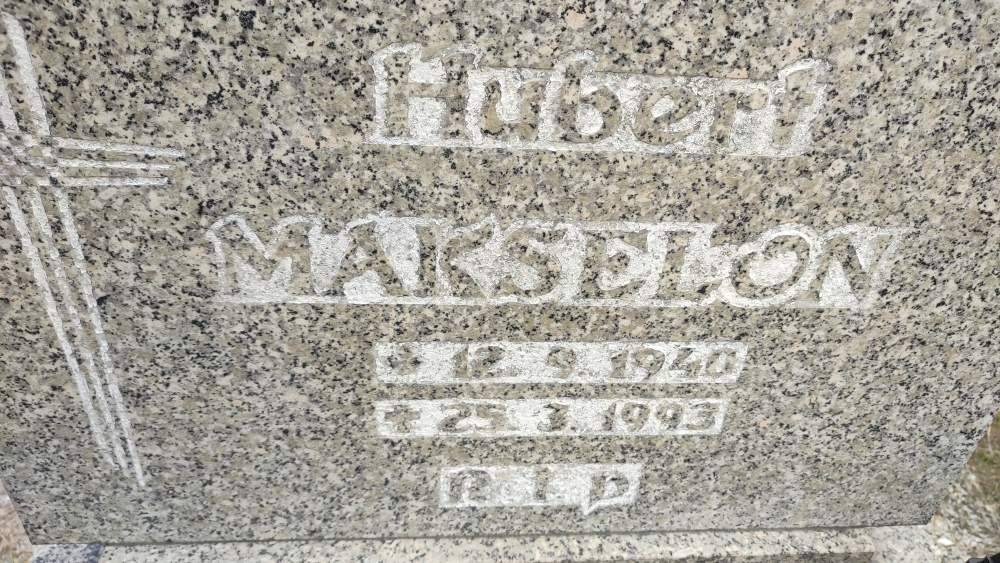 Hubert
MAKSELON
* 12. 9. 1940
✝ 25. 3. 1993
R.I.P